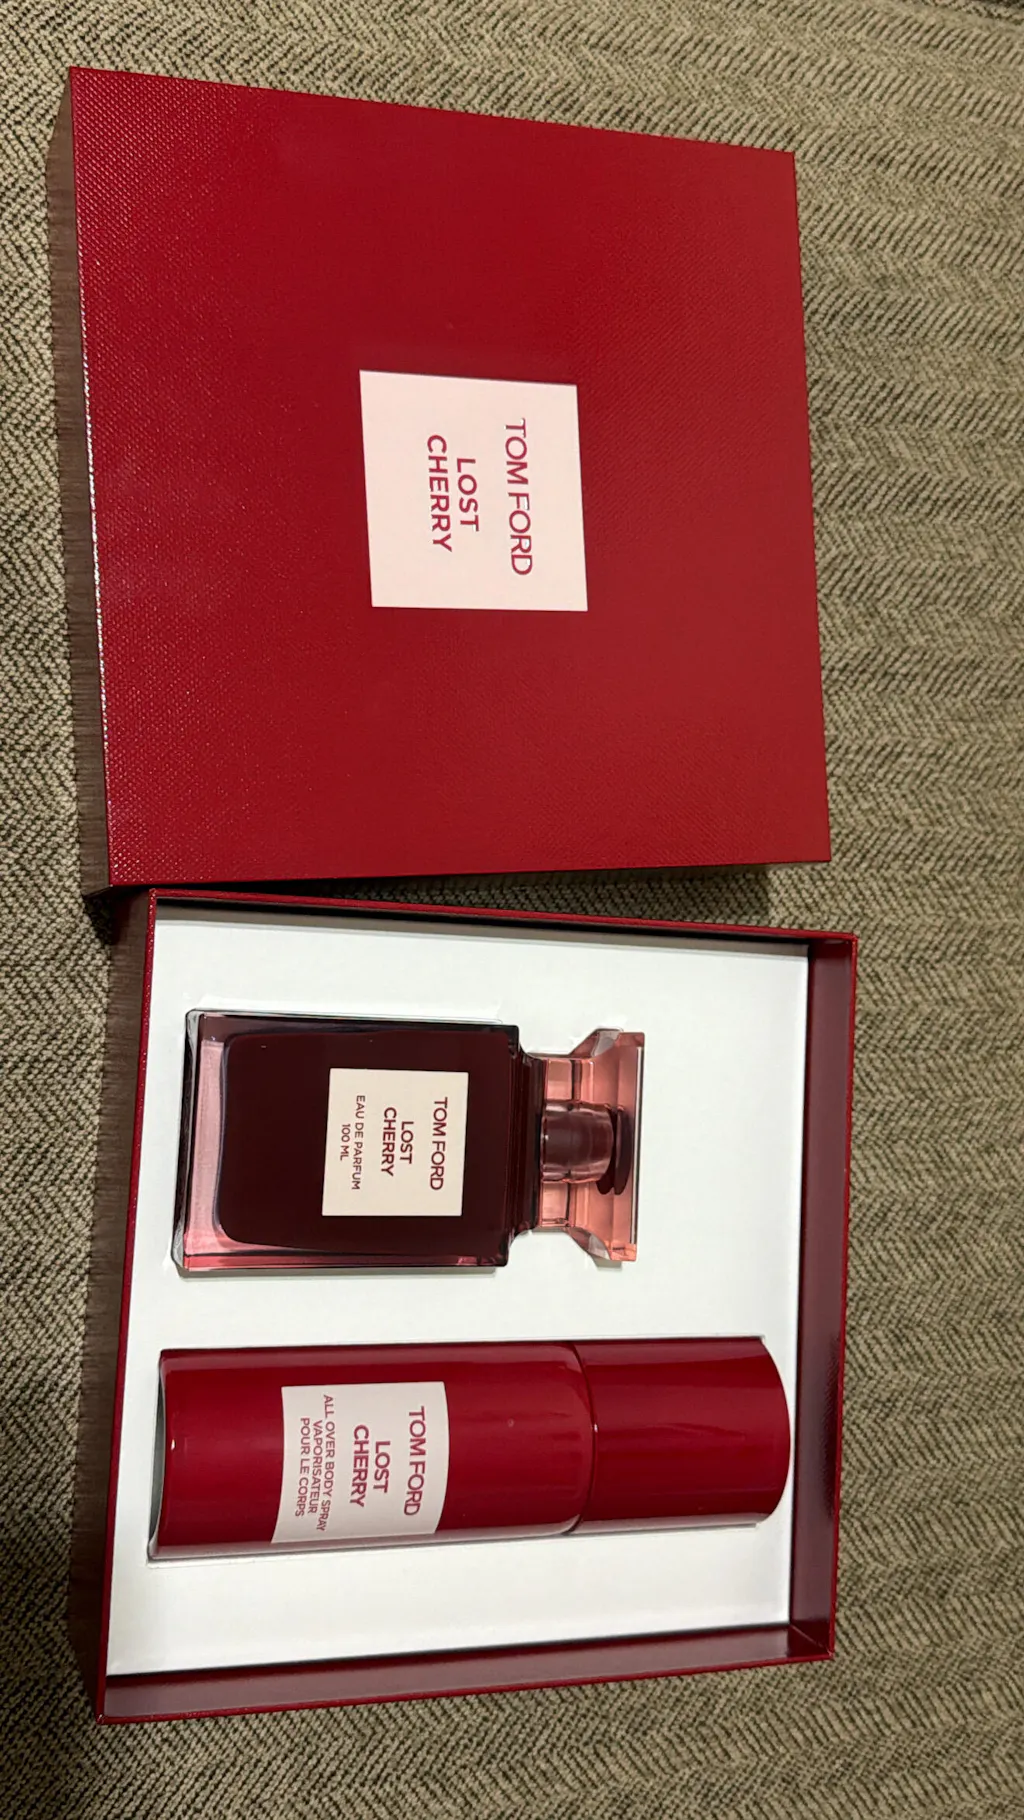 TOM FORD
LOST
CHERRY
TOM FORD
LOST
CHERRY
EAU DE PARFUM
100 ML
TOM FORD
LOST
CHERRY
ALL OVER BODY SPRAY
VAPORISATEUR
POUR LE CORPS